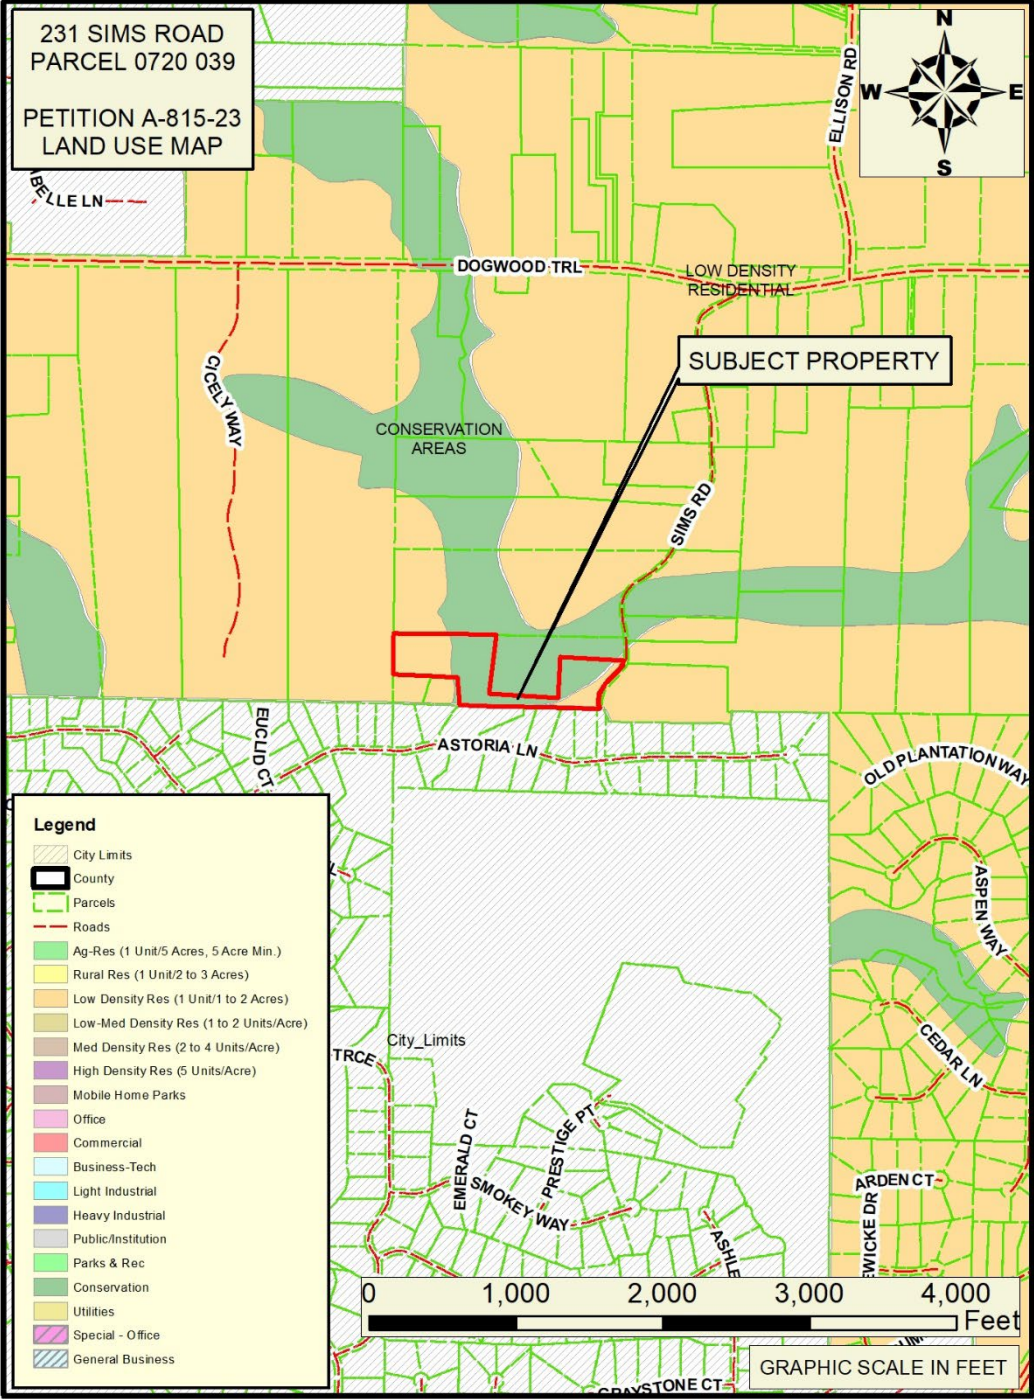 231 SIMS ROAD
PARCEL 0720 039
PETITION A-815-23
LAND USE MAP
N
W
E
S
ELLISON RD
BELLE LN
DOGWOOD TRL
LOW DENSITY
RESIDENTIAL
SUBJECT PROPERTY
CICELY WAY
CONSERVATION
AREAS
SIMS RD
EUCLID CT
ASTORIA LN
OLD PLANTATION WAY
ASPEN WAY
CEDAR LN
Legend
City Limits
County
Parcels
Roads
Ag-Res (1 Unit/5 Acres, 5 Acre Min.)
Rural Res (1 Unit/2 to 3 Acres)
Low Density Res (1 Unit/1 to 2 Acres)
Low-Med Density Res (1 to 2 Units/Acre)
Med Density Res (2 to 4 Units/Acre)
High Density Res (5 Units/Acre)
Mobile Home Parks
Office
Commercial
Business-Tech
Light Industrial
Heavy Industrial
Public/Institution
Parks & Rec
Conservation
Utilities
Special - Office
General Business
City_Limits
TRCE
EMERALD CT
PRESTIGE PT
SMOKEY WAY
ASHLE
ARDEN CT
EWICKE DR
0 1,000 2,000 3,000 4,000
Feet
GRAPHIC SCALE IN FEET
GRAYSTONE CT